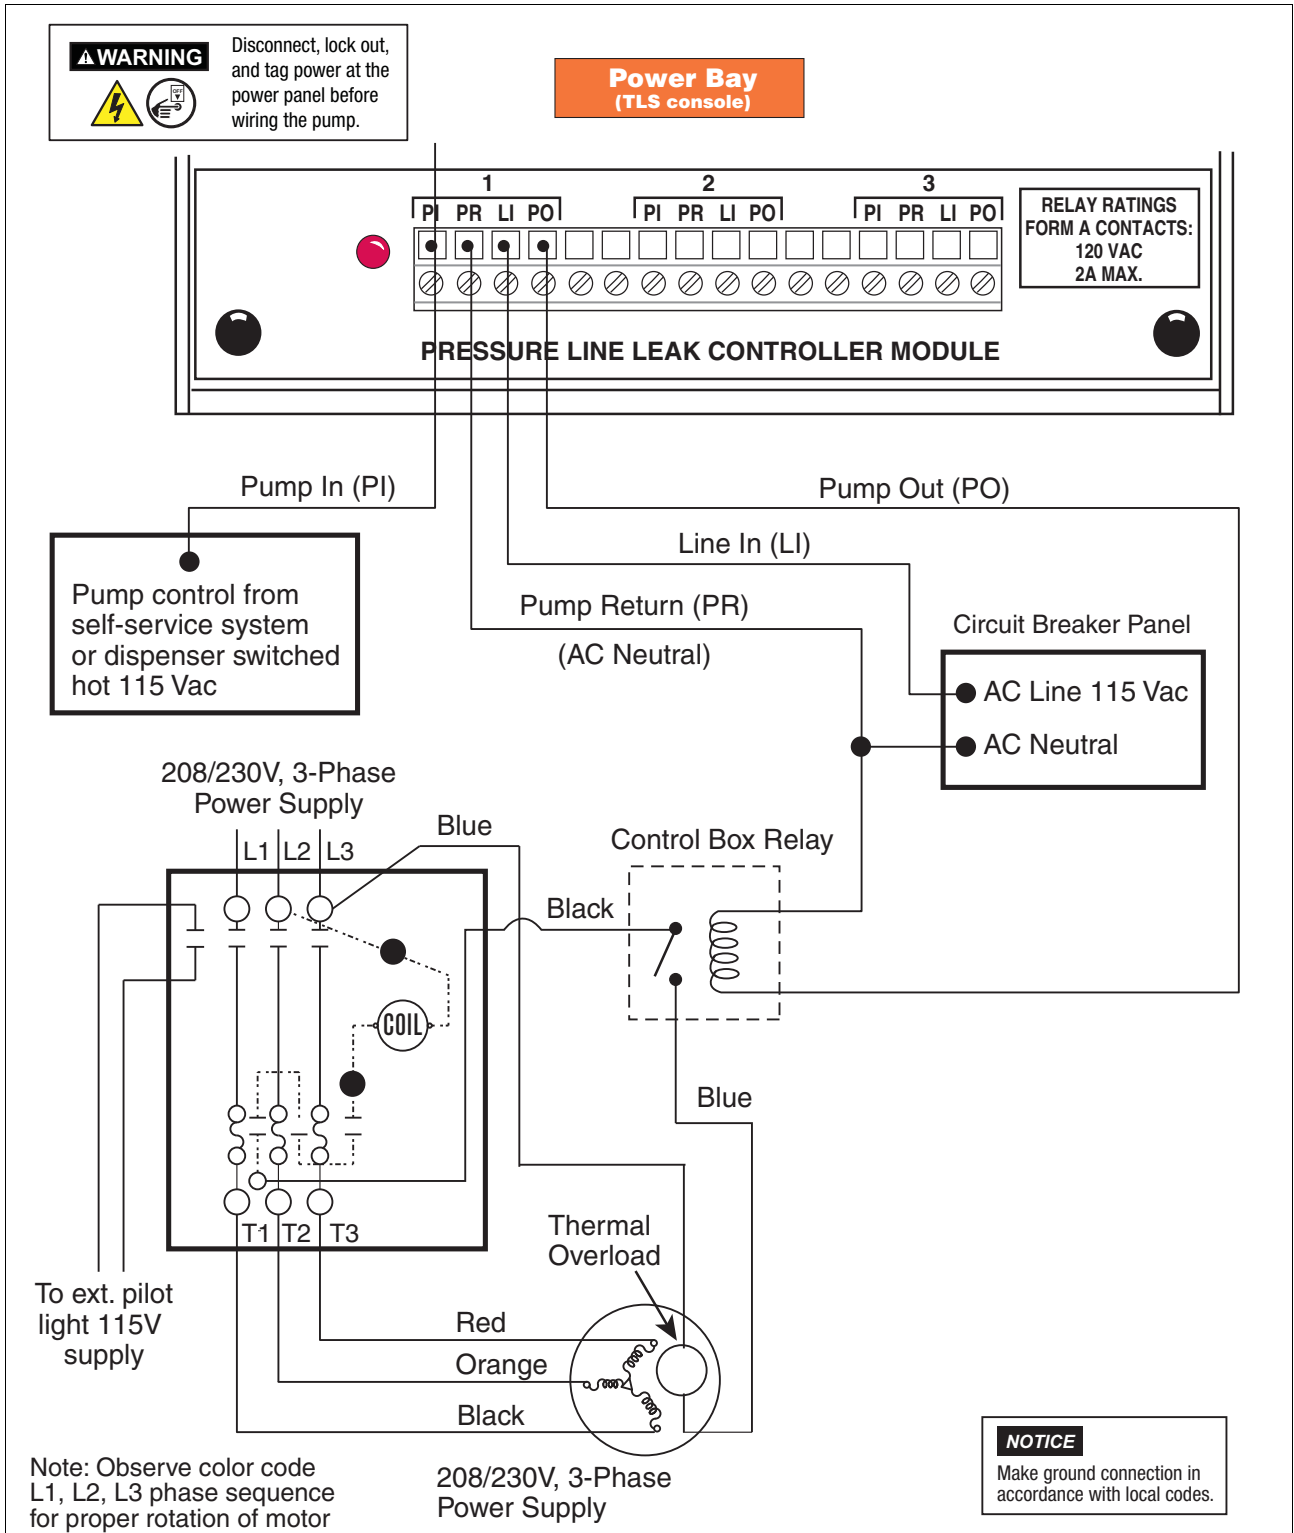 WARNING
Disconnect, lock out,
and tag power at the
power panel before
wiring the pump.
OFF
Power Bay
(TLS console)
1
2
3
PI PR LI PO
PI PR LI PO
PI PR LI PO
RELAY RATINGS
FORM A CONTACTS:
120 VAC
2A MAX.
PRESSURE LINE LEAK CONTROLLER MODULE
Pump In (PI)
Pump Out (PO)
Line In (LI)
Pump Return (PR)
(AC Neutral)
Pump control from
self-service system
or dispenser switched
hot 115 Vac
Circuit Breaker Panel
AC Line 115 Vac
AC Neutral
208/230V, 3-Phase
Power Supply
L1 L2 L3
Blue
Control Box Relay
Black
COIL
Blue
T1 T2 T3
Thermal
Overload
To ext. pilot
light 115V
supply
Red
Orange
Black
208/230V, 3-Phase
Power Supply
Note: Observe color code
L1, L2, L3 phase sequence
for proper rotation of motor
NOTICE
Make ground connection in
accordance with local codes.